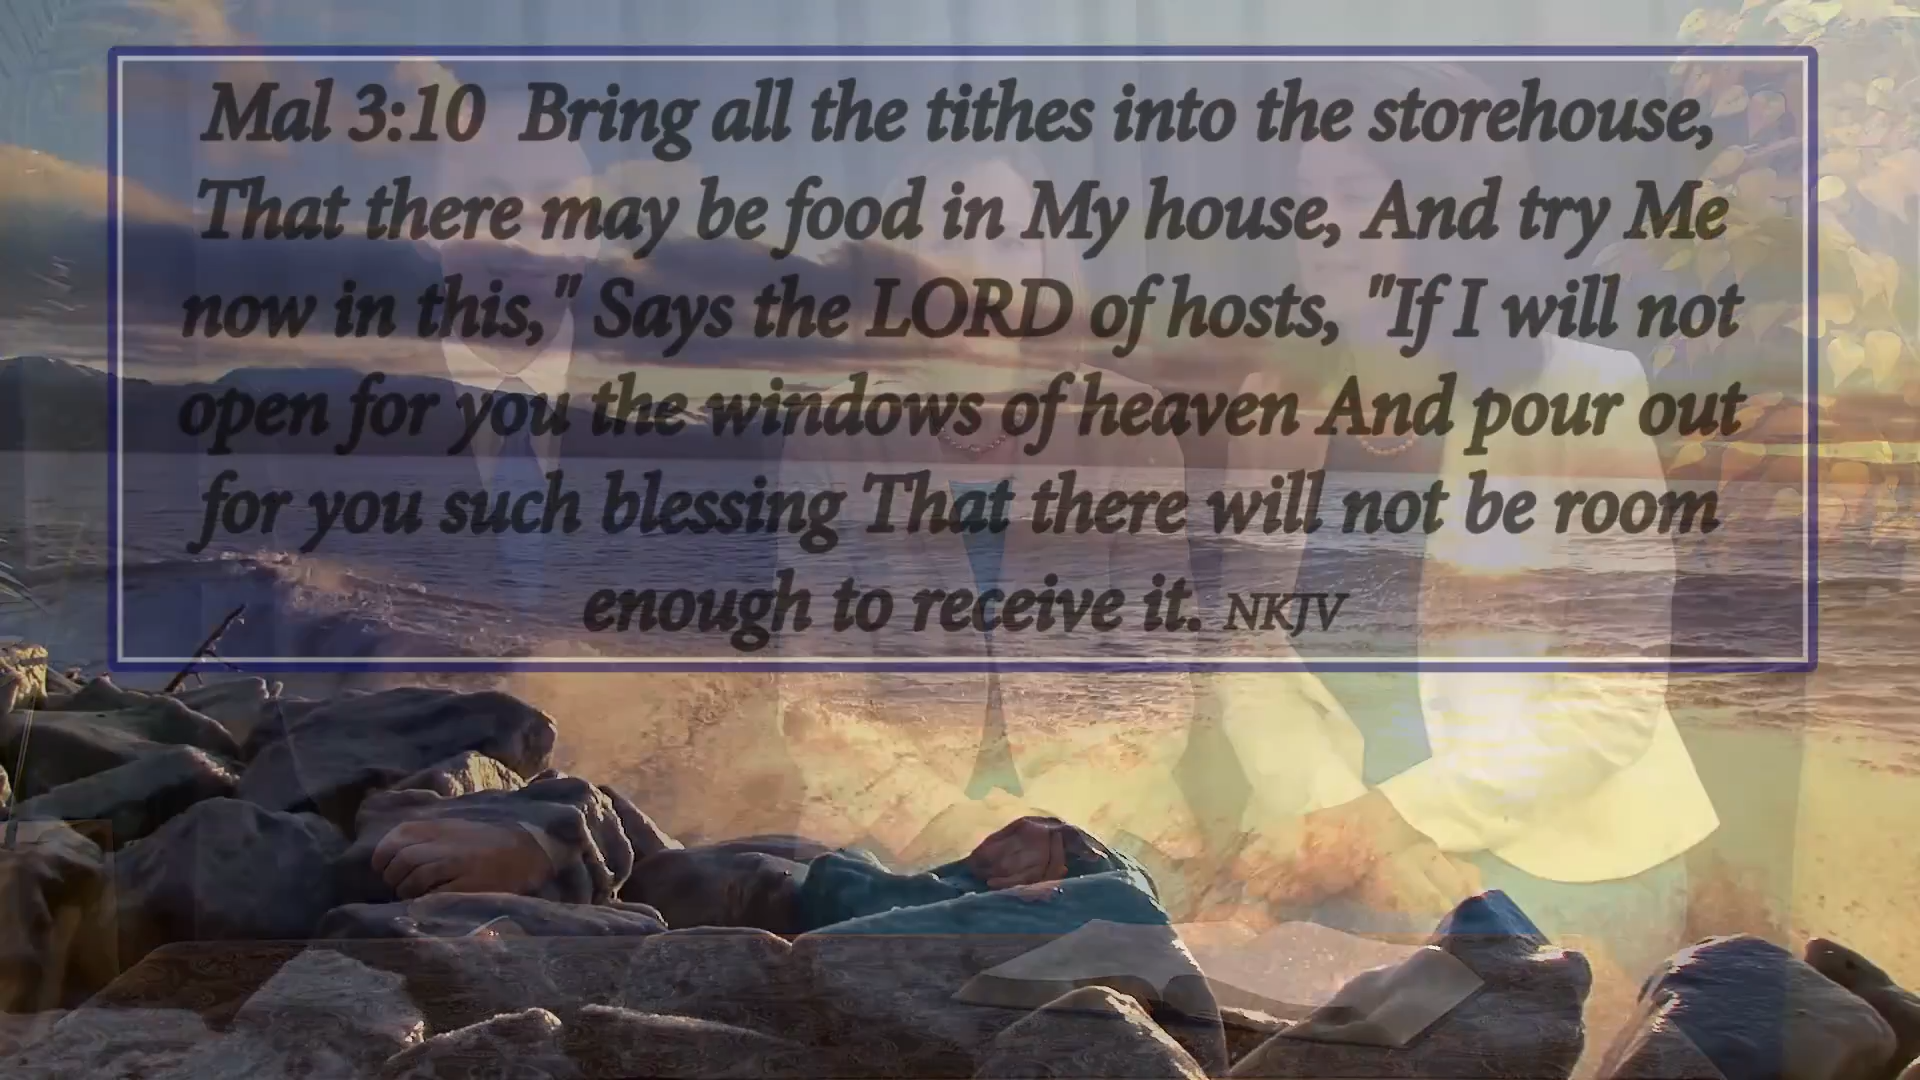 Mal 3:10 Bring all the tithes into the storehouse,
That there may be food in My house, And try Me
now in this," Says the LORD of hosts, "If I will not
open for you the windows of heaven And pour out
for you such blessing That there will not be room
enough to receive it. NKJV